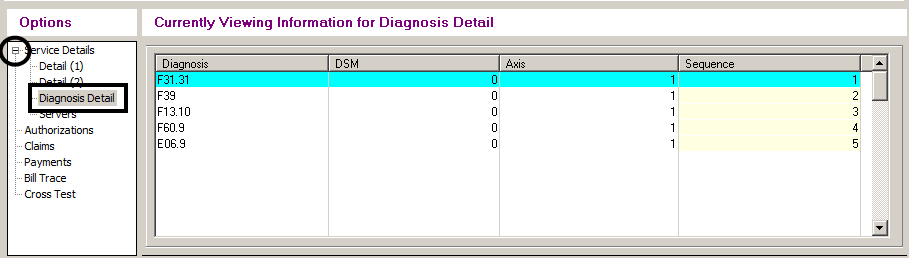 Options
Currently Viewing Information for Diagnosis Detail
Service Details
Detail (1)
Detail (2)
Diagnosis Detail
Servers
Authorizations
Claims
Payments
Bill Trace
Cross Test
Diagnosis DSM Axis Sequence
F31.31 0 1 1
F39 0 1 2
F13.10 0 1 3
F60.9 0 1 4
E06.9 0 1 5